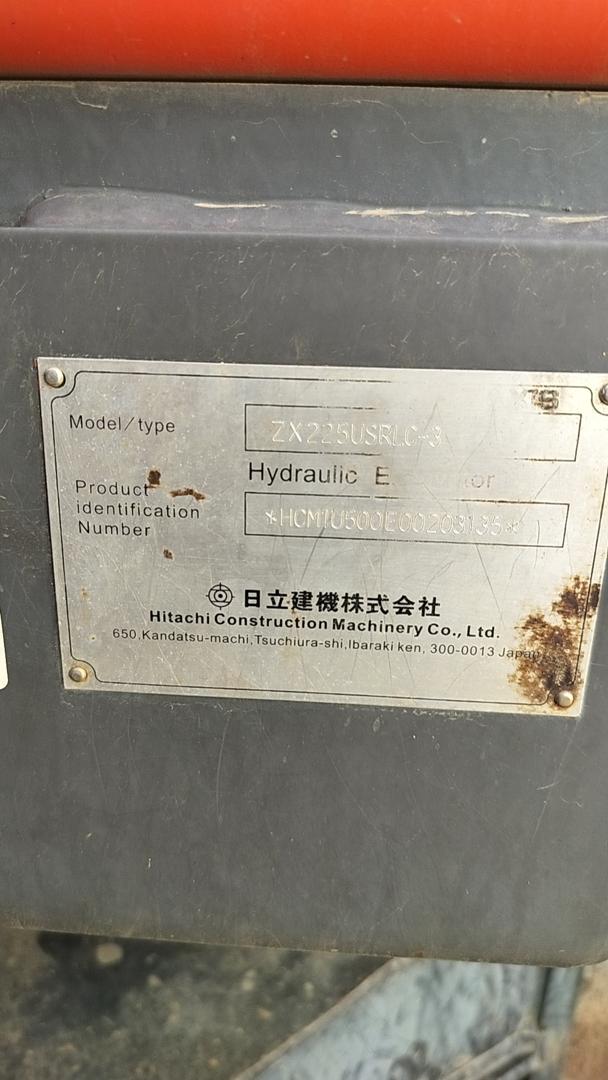 Model/type ZX225USRLC-3
Hydraulic
Product identification Number *HCM1U500E00203135*
日立建機株式会社
Hitachi Construction Machinery Co., Ltd.
650, Kandatsu-machi, Tsuchiura-shi, Ibaraki ken, 300-0013 Japan